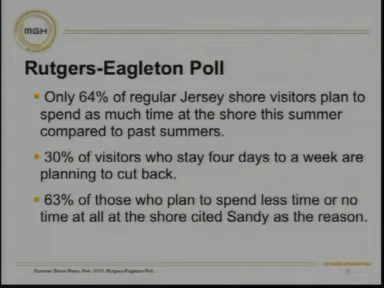 MGH
Rutgers-Eagleton Poll
Only 64% of regular Jersey shore visitors plan to
spend as much time at the shore this summer
compared to past summers.
30% of visitors who stay four days to a week are
planning to cut back.
63% of those who plan to spend less time or no
time at all at the shore cited Sandy as the reason.
Rutgers-Eagleton Poll